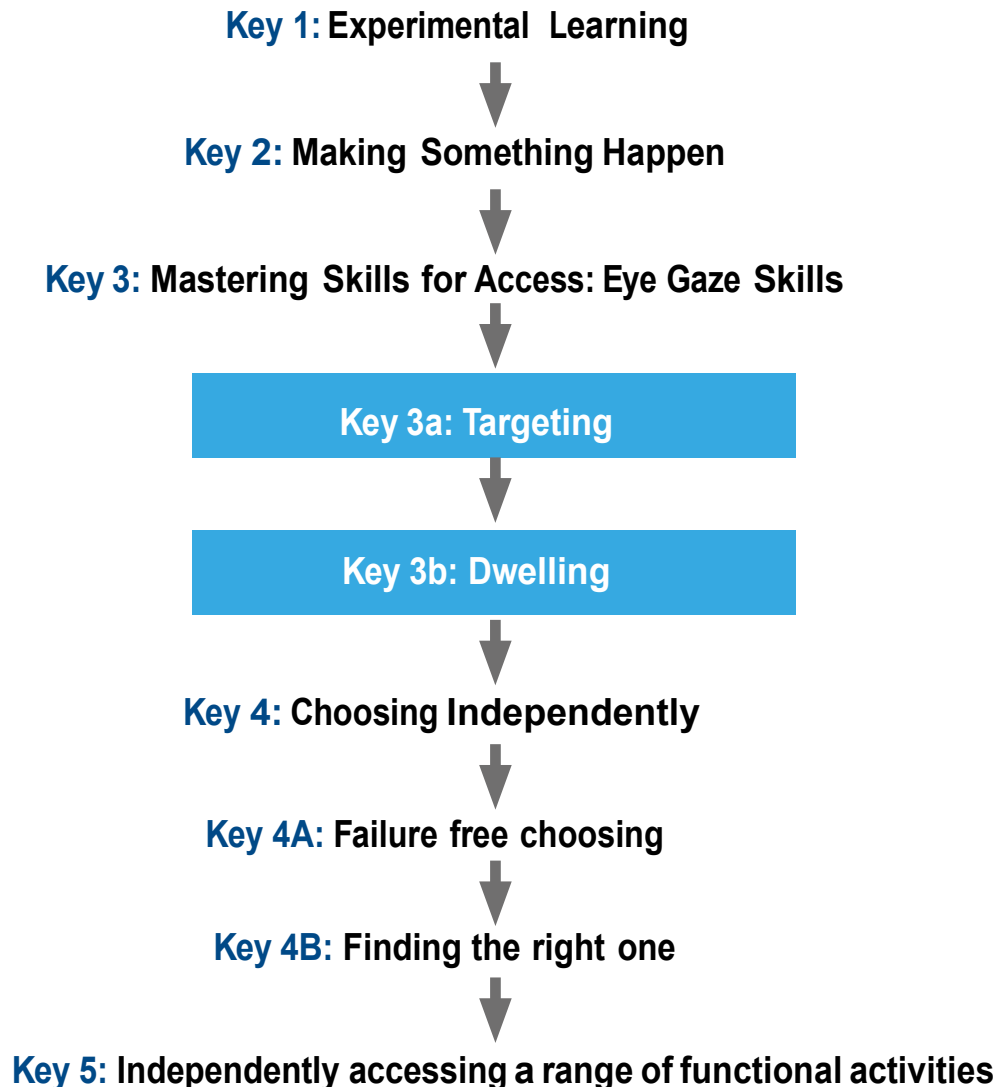 Key 1: Experimental Learning
Key 2: Making Something Happen
Key 3: Mastering Skills for Access: Eye Gaze Skills
Key 3a: Targeting
Key 3b: Dwelling
Key 4: Choosing Independently
Key 4A: Failure free choosing
Key 4B: Finding the right one
Key 5: Independently accessing a range of functional activities